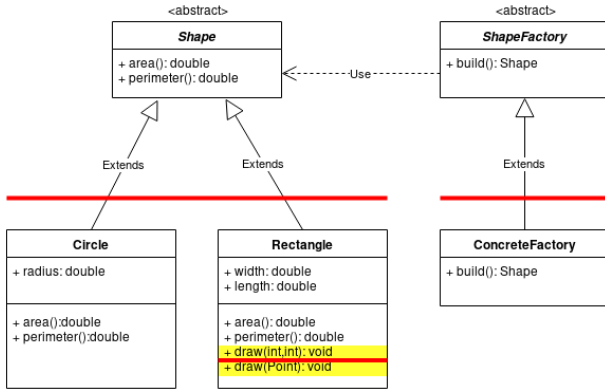 <abstract>
Shape
+ area(): double
+ perimeter(): double
<abstract>
ShapeFactory
+ build(): Shape
Use
Extends
Extends
Extends
Circle
+ radius: double
+ area():double
+ perimeter():double
Rectangle
+ width: double
+ length: double
+ area(): double
+ perimeter(): double
+ draw(int,int): void
+ draw(Point): void
ConcreteFactory
+ build(): Shape